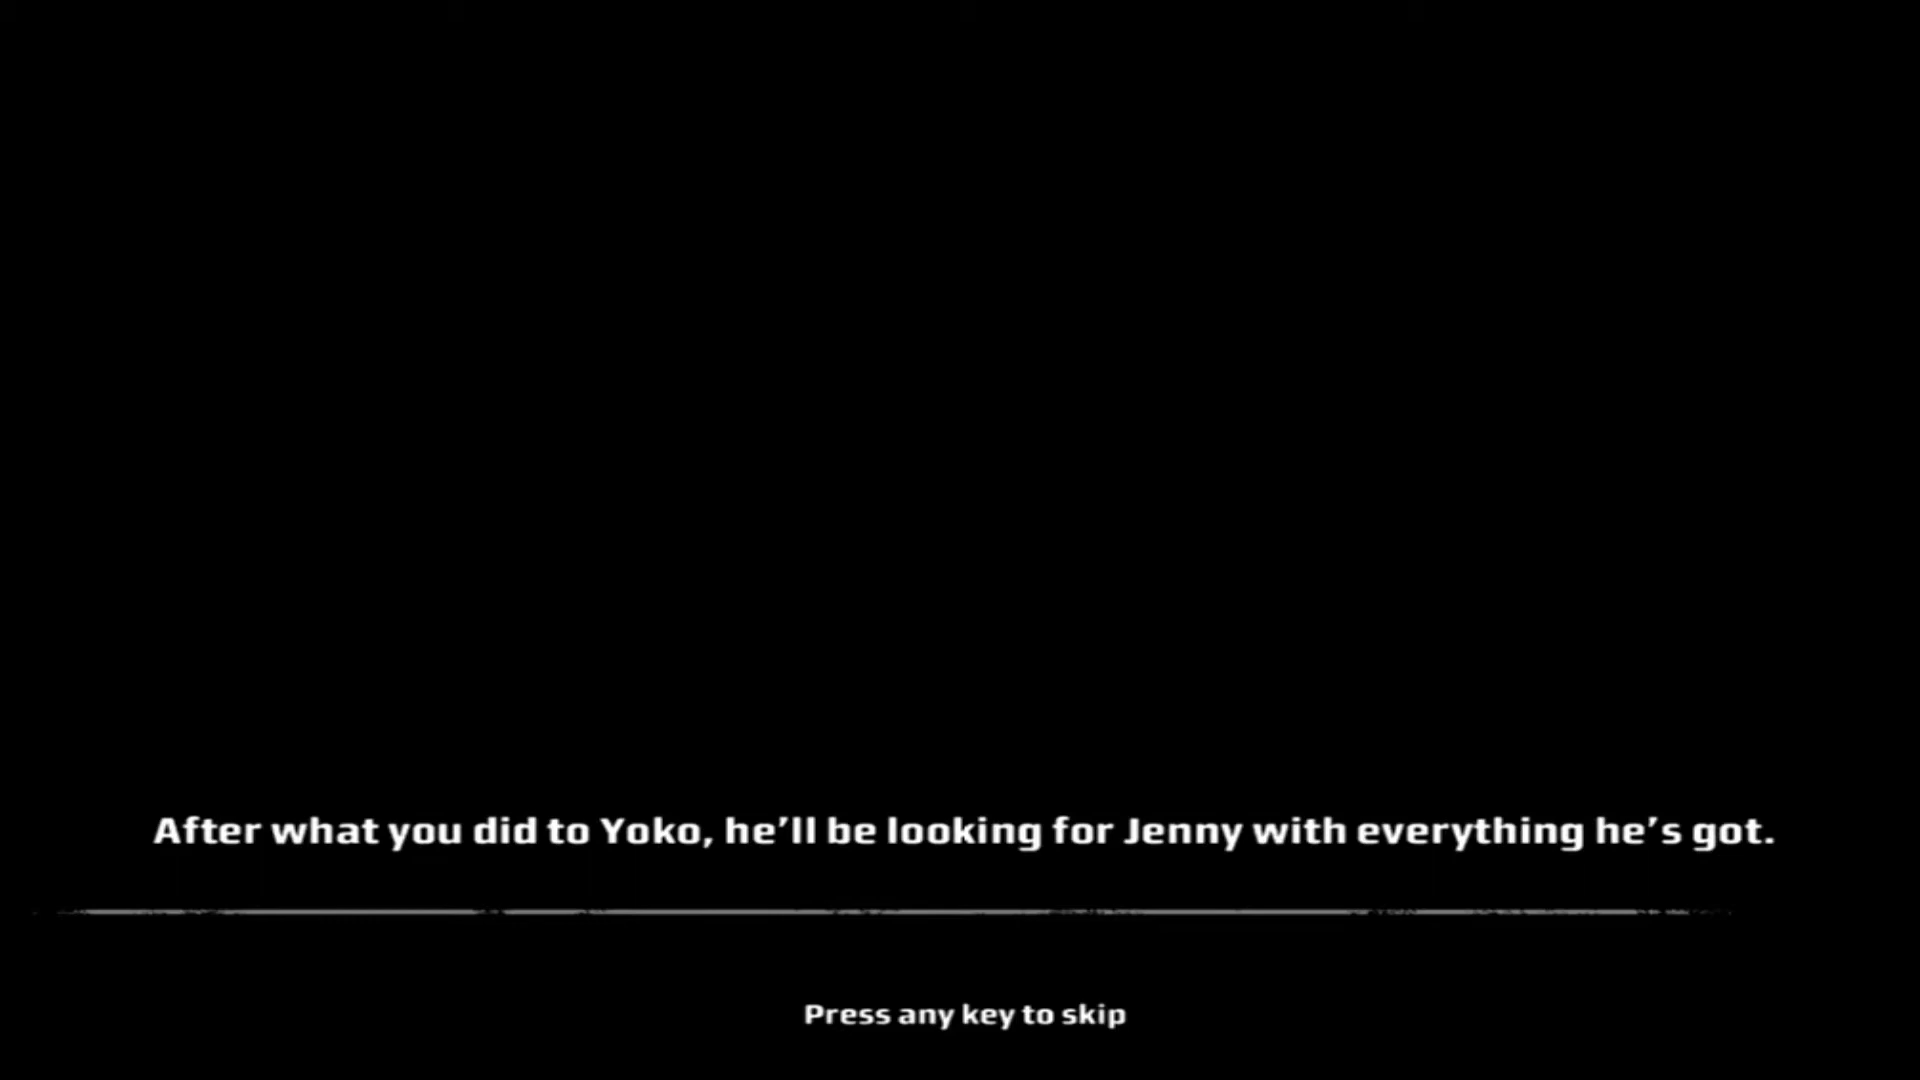 After what you did to Yoko, he’ll be looking for Jenny with everything he’s got.
Press any key to skip